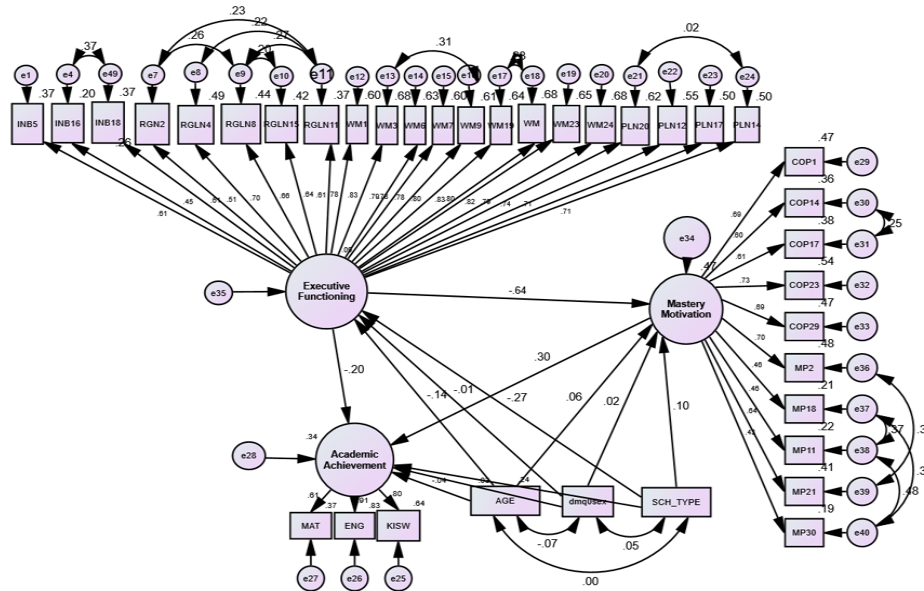 .23
.22
.37
.26
.27
.20
.31
.02
e1
e4
e49
e7
e8
e9
e10
e11
e12
e13
e14
e15
e16
e17
e18
e19
e20
e21
e22
e23
e24
.37
.20
.37
.49
.44
.42
.37
.60
.68
.63
.60
.61
.64
.68
.65
.68
.62
.55
.50
.50
INB5
INB16
INB18
RGN2
RGLN4
RGLN8
RGLN15
RGLN11
WM1
WM3
WM6
WM7
WM9
WM19
WM
WM23
WM24
PLN20
PLN12
PLN17
PLN14
.26
.61
.45
.61
.51
.70
.66
.64
.61
.78
.83
.79
.78
.80
.83
.82
.74
.71
.71
e35
Executive
Functioning
-.64
e34
.47
Mastery
Motivation
.47
COP1
e29
.36
COP14
e30
.25
.38
COP17
e31
.54
COP23
e32
.47
COP29
e33
.48
MP2
e36
.21
MP18
e37
.37
.22
MP11
e38
.41
MP21
e39
.48
.19
MP30
e40
.69
.60
.61
.73
.69
.70
.46
.46
.64
-.20
.30
-.14
-.01
-.27
.06
.02
.10
e28
.34
Academic
Achievement
-.04
.24
AGE
dmq0sex
SCH_TYPE
-.07
.05
.00
.61
.37
.91
.83
.80
.64
MAT
ENG
KISW
e27
e26
e25